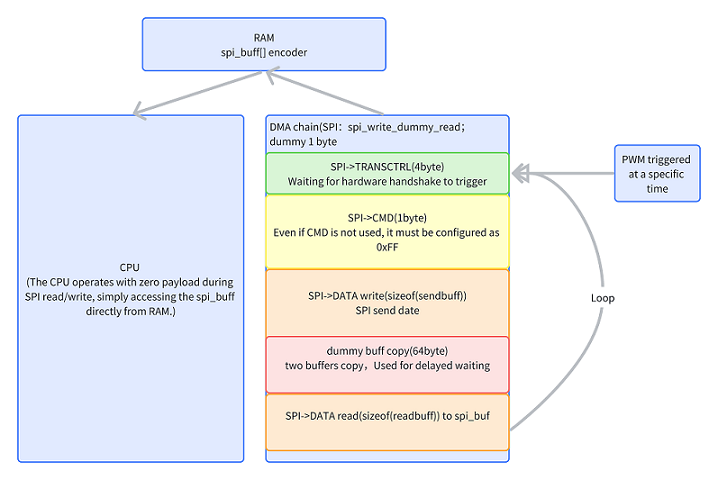 RAM
spi_buff[] encoder
DMA chain(SPI：spi_write_dummy_read；
dummy 1 byte
SPI->TRANSCTRL(4byte)
Waiting for hardware handshake to trigger
PWM triggered
at a specific
time
SPI->CMD(1byte)
Even if CMD is not used, it must be configured as
0xFF
CPU
(The CPU operates with zero payload during
SPI read/write, simply accessing the spi_buff
directly from RAM.)
SPI->DATA write(sizeof(sendbuff))
SPI send date
Loop
dummy buff copy(64byte)
two buffers copy，Used for delayed waiting
SPI->DATA read(sizeof(readbuff)) to spi_buf